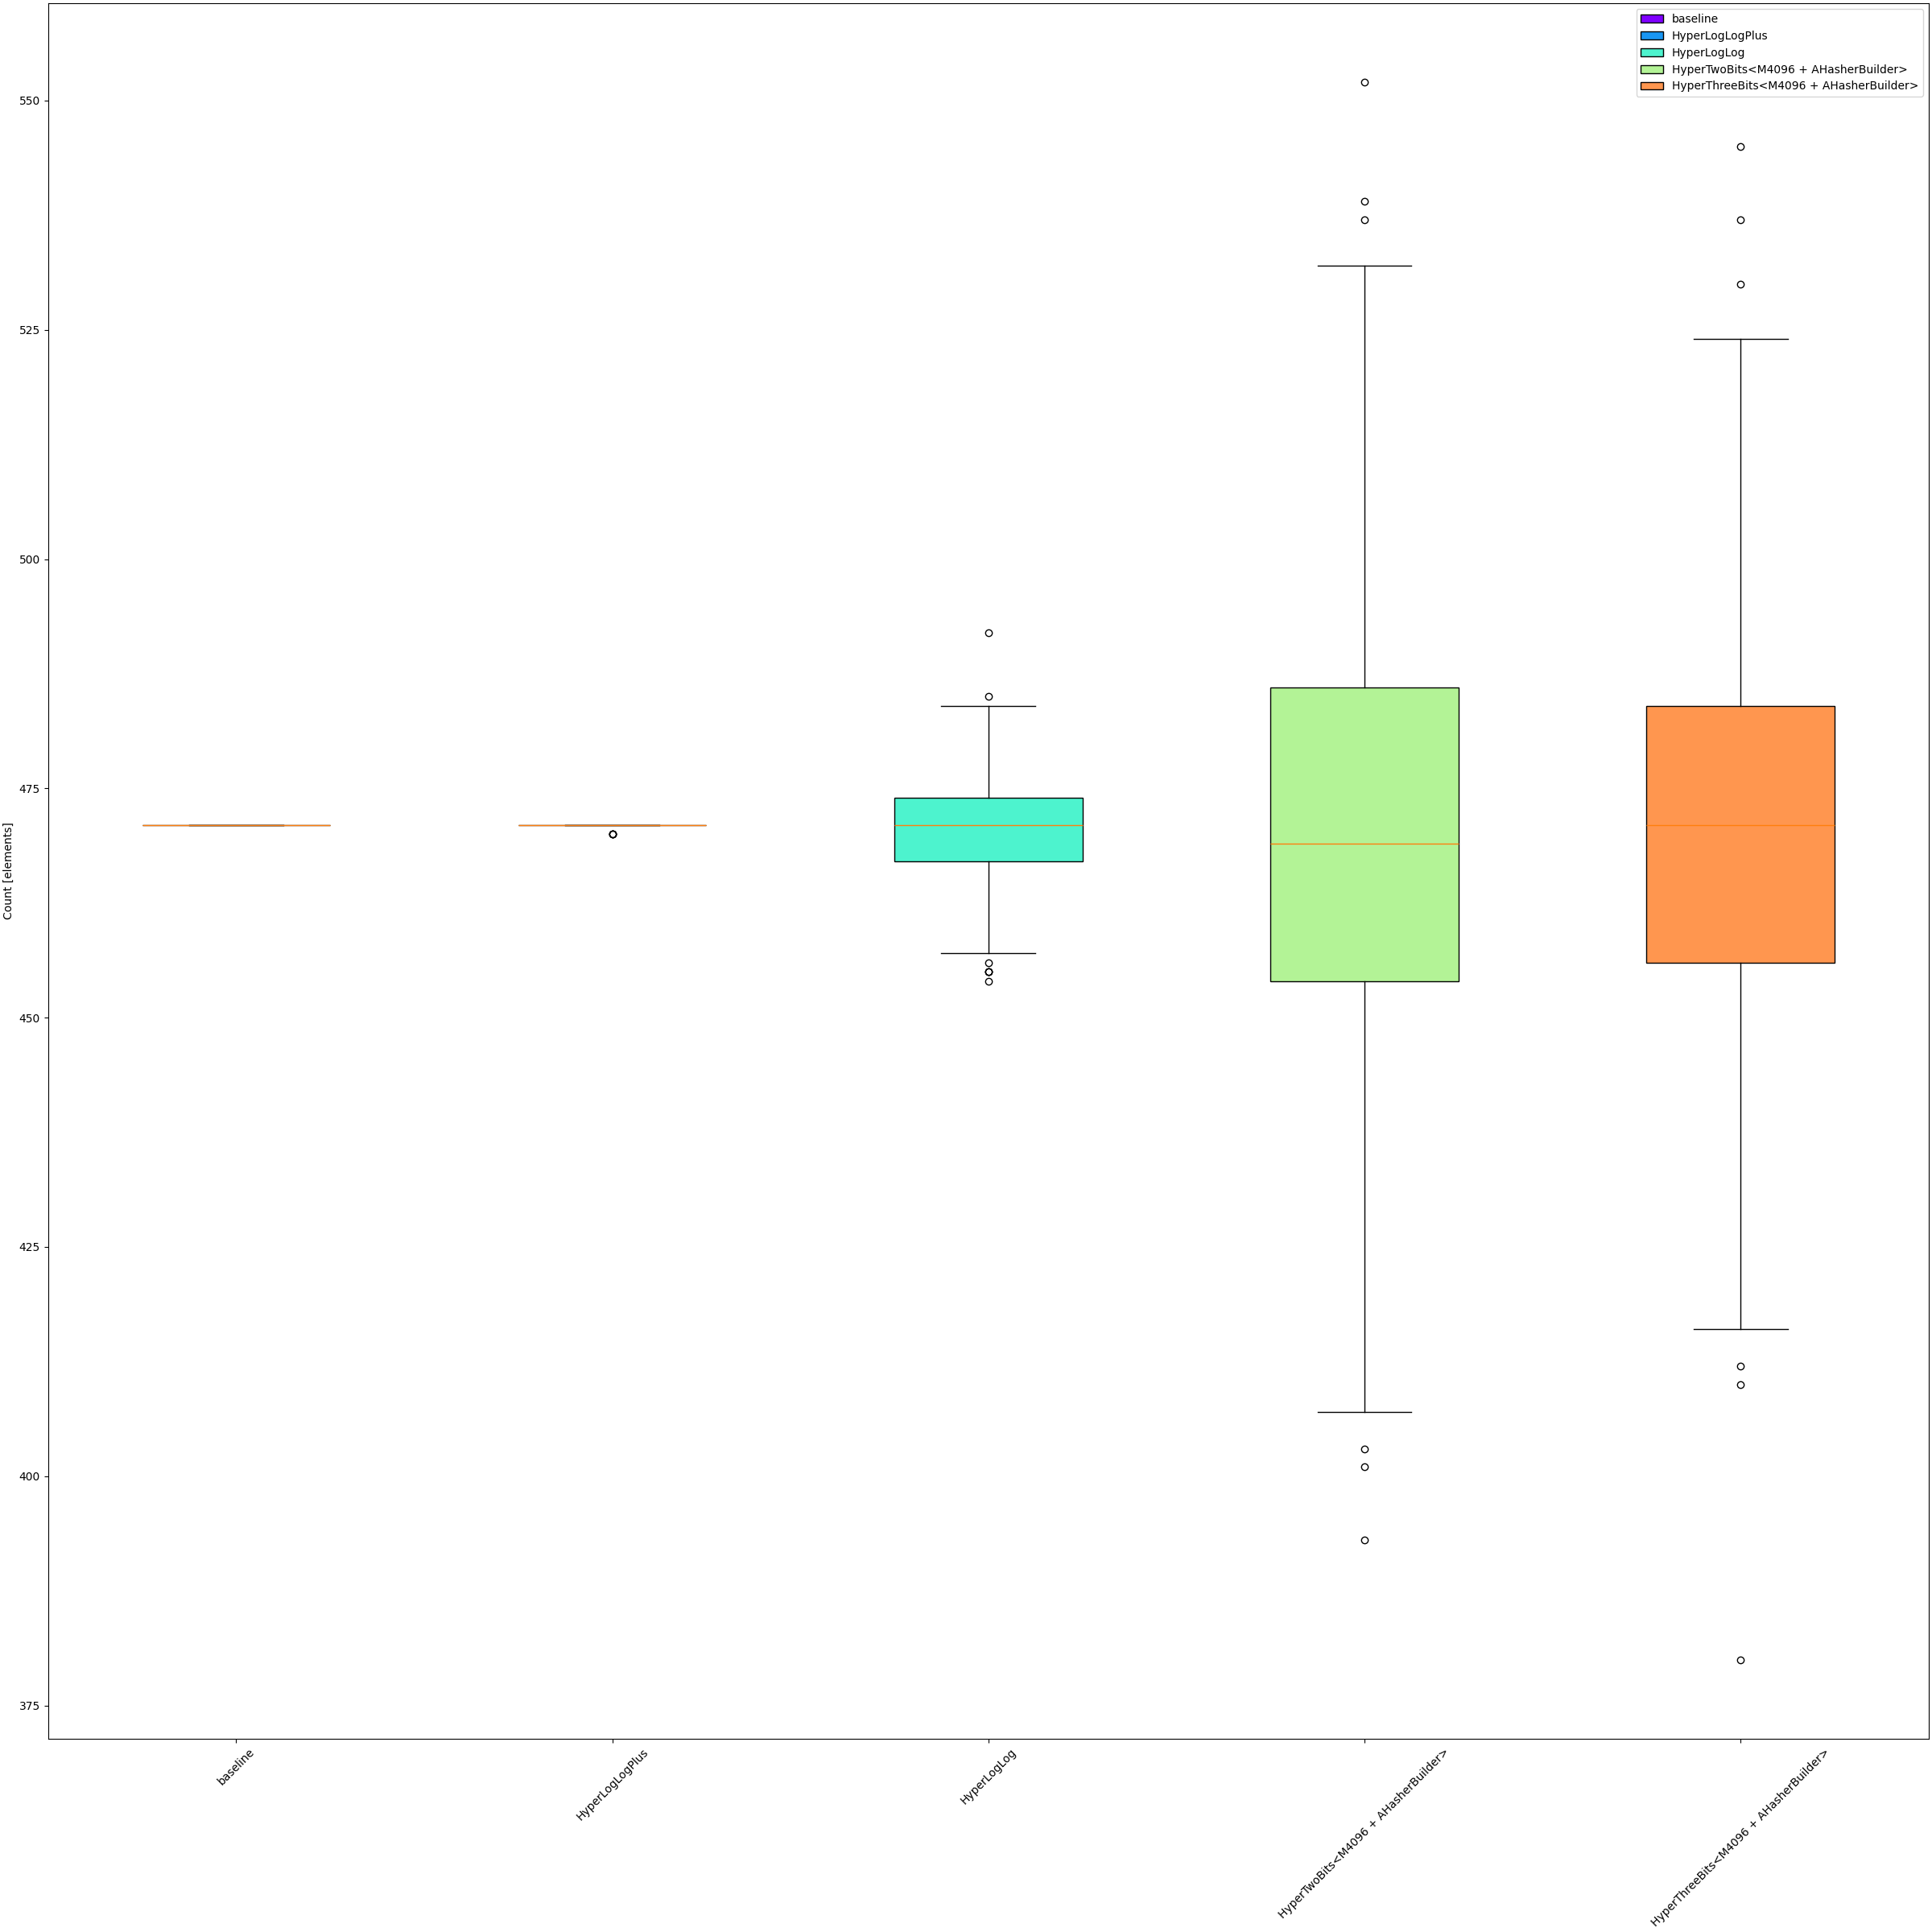 baseline
HyperLogLogPlus
HyperLogLog
HyperTwoBits<M4096 + AHasherBuilder>
HyperThreeBits<M4096 + AHasherBuilder>
Count [elements]
550
525
500
475
450
425
400
375
baseline
HyperLogLogPlus
HyperLogLog
HyperTwoBits<M4096 + AHasherBuilder>
HyperThreeBits<M4096 + AHasherBuilder>